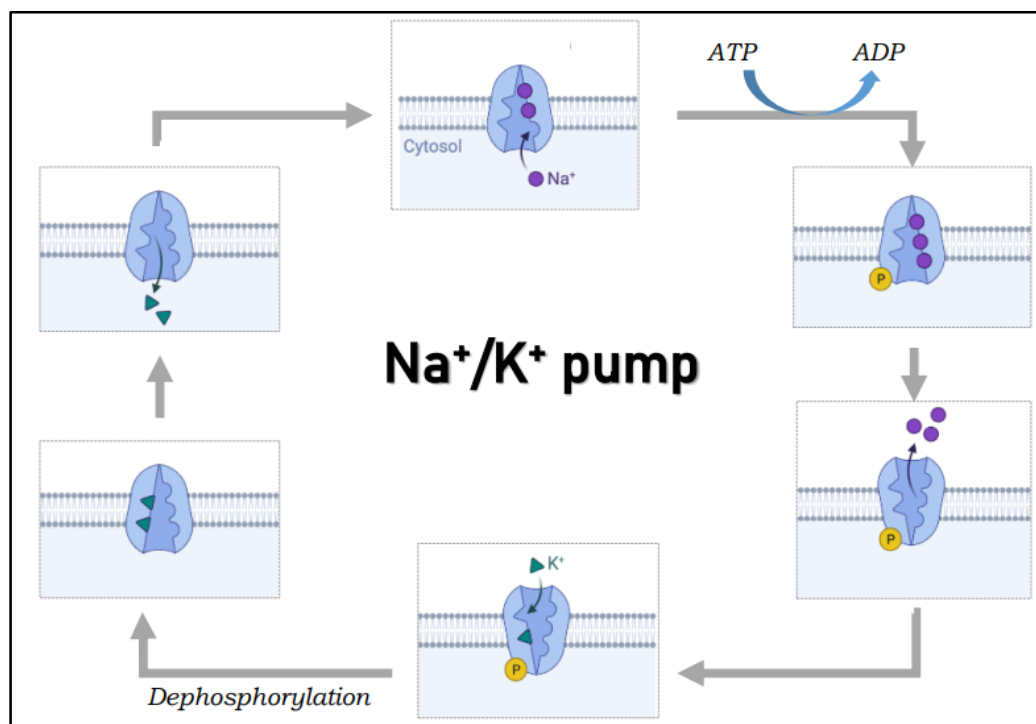 ATP ADP
Cytosol
Na⁺
P
Na⁺/K⁺ pump
P
K⁺
P
Dephosphorylation